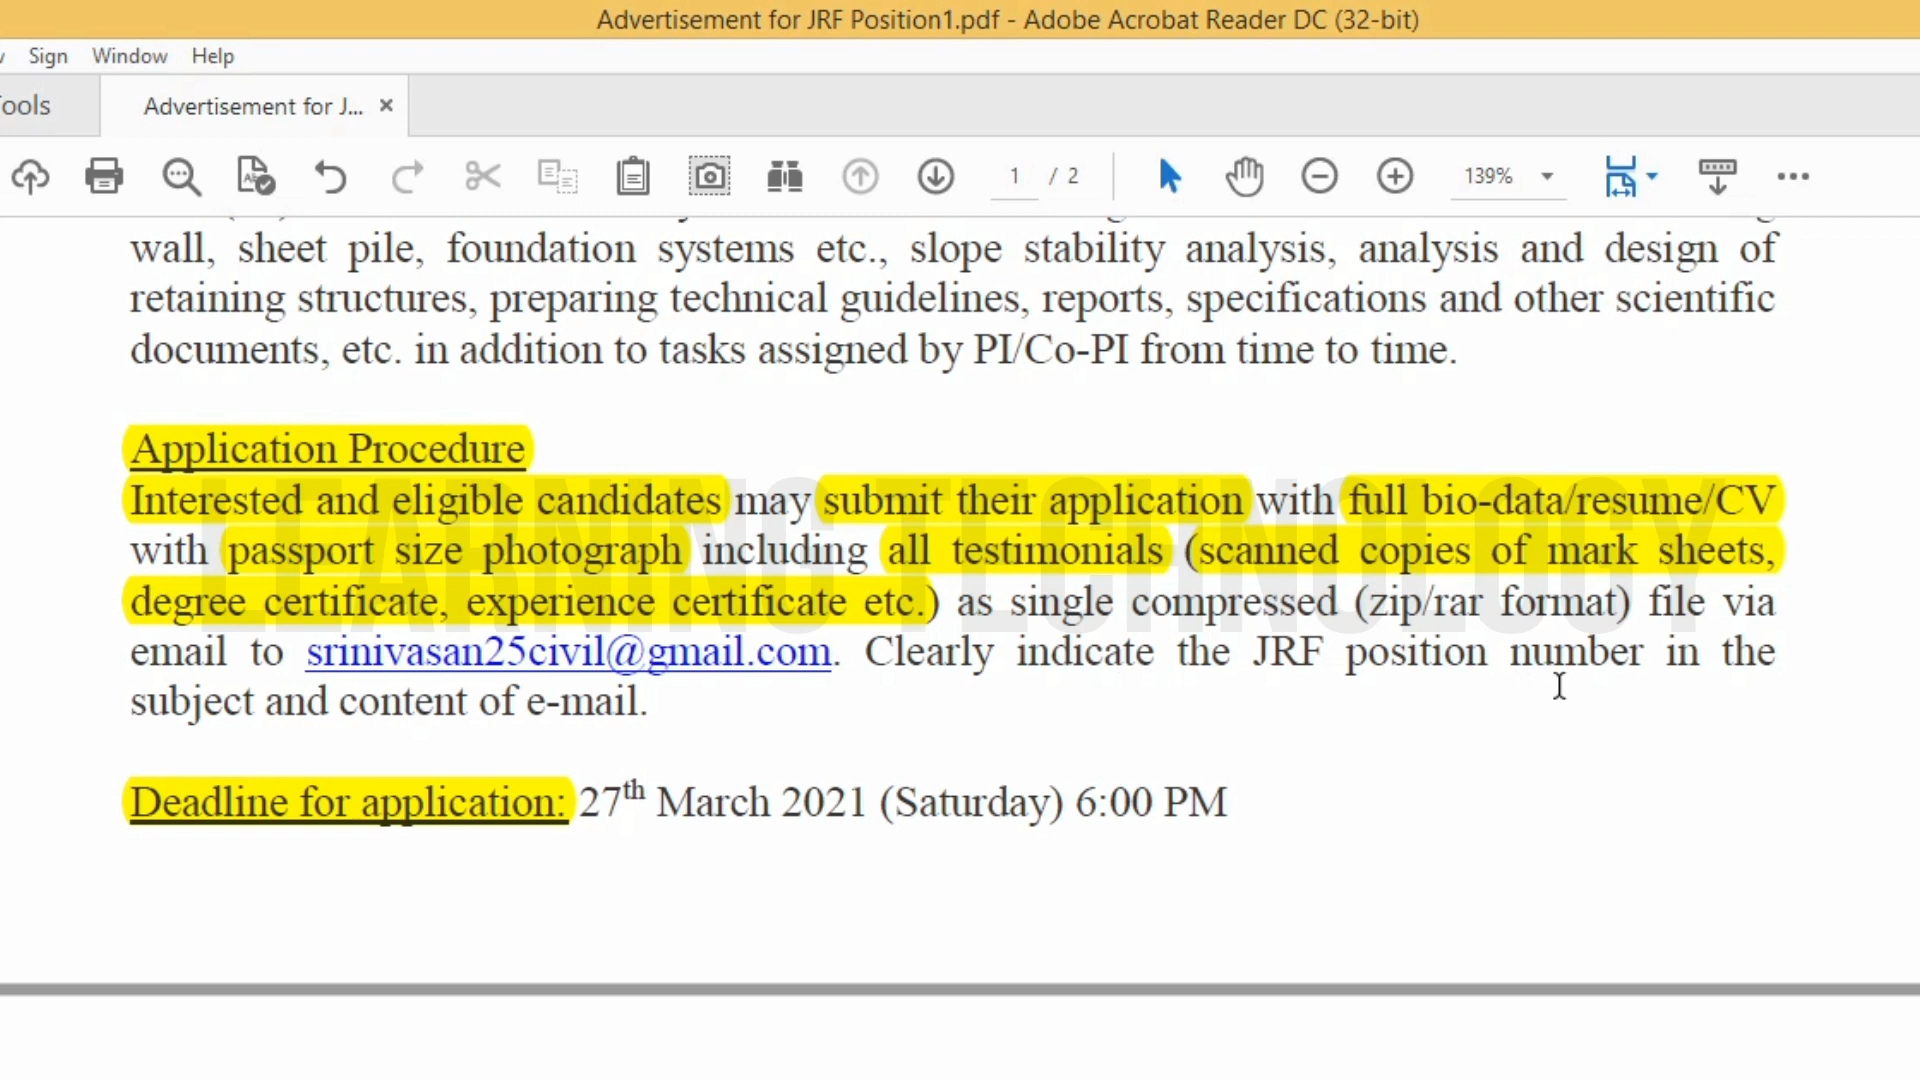 Advertisement for JRF Position1.pdf - Adobe Acrobat Reader DC (32-bit)
Sign Window Help
Tools Advertisement for J... ×
1 / 2 139%
wall, sheet pile, foundation systems etc., slope stability analysis, analysis and design of
retaining structures, preparing technical guidelines, reports, specifications and other scientific
documents, etc. in addition to tasks assigned by PI/Co-PI from time to time.
Application Procedure
Interested and eligible candidates may submit their application with full bio-data/resume/CV
with passport size photograph including all testimonials (scanned copies of mark sheets,
degree certificate, experience certificate etc.) as single compressed (zip/rar format) file via
email to srinivasan25civil@gmail.com. Clearly indicate the JRF position number in the
subject and content of e-mail.
Deadline for application: 27th March 2021 (Saturday) 6:00 PM
LEARNING TECHNOLOGY